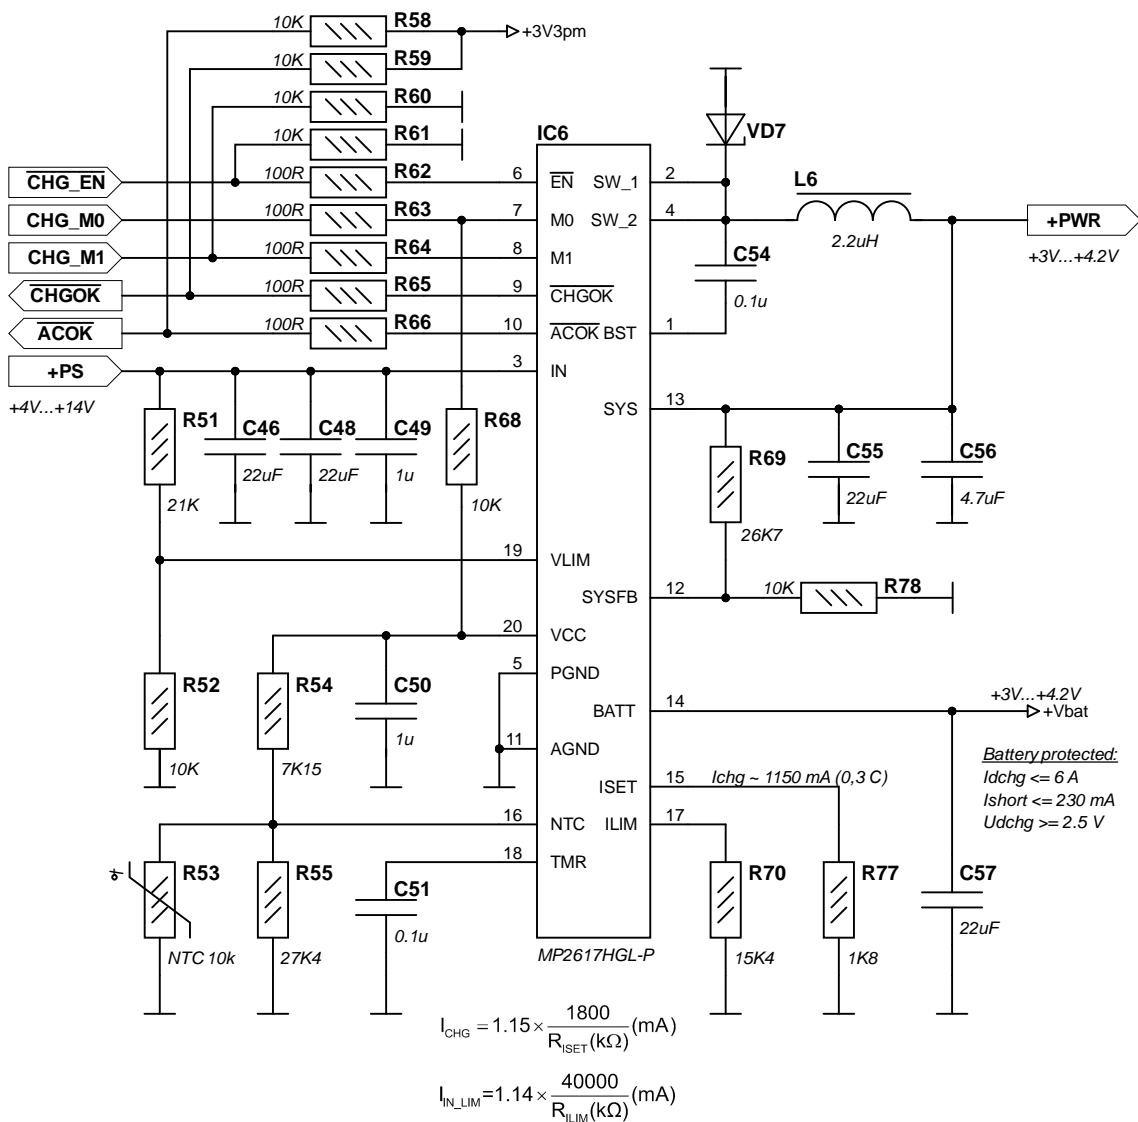 10K R58
+3V3pm
10K R59
10K R60
10K R61
IC6
VD7
CHG_EN 100R R62 6 EN SW_1 2
L6
CHG_M0 100R R63 7 M0 SW_2 4
+PWR
2.2uH
CHG_M1 100R R64 8 M1
C54
+3V...+4.2V
CHGOK 100R R65 9 CHGOK
0.1u
ACOK 100R R66 10 ACOK BST 1
+PS 3 IN
+4V...+14V
SYS 13
R51 C46 C48 C49 R68
R69 C55 C56
22uF 22uF 1u
21K 10K
22uF 4.7uF
26K7
19 VLIM
SYSFB 12 10K R78
20 VCC
5 PGND
R52 R54 C50
+3V...+4.2V
BATT 14 +Vbat
1u
11 AGND
10K 7K15
Battery protected:
ISET 15 Ichg ~ 1150 mA (0,3 C)
Idchg <= 6 A
Ishort <= 230 mA
Udchg >= 2.5 V
16 NTC ILIM 17
18 TMR
t°
R53 R55 C51 R70 R77 C57
0.1u
22uF
NTC 10k 27K4 MP2617HGL-P 15K4 1K8
I_CHG = 1.15 × 1800 / R_ISET (kΩ) (mA)
I_IN_LIM = 1.14 × 40000 / R_ILIM (kΩ) (mA)